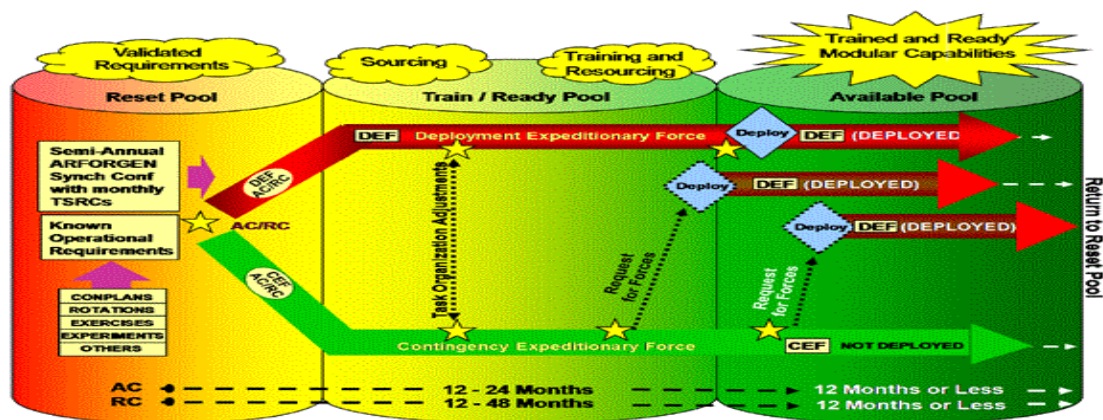 Validated
Requirements
Sourcing
Training and
Resourcing
Trained and Ready
Modular Capabilities
Reset Pool
Train / Ready Pool
Available Pool
Semi-Annual
ARFORGEN
Synch Conf
with monthly
TSRCs
Known
Operational
Requirements
CONPLANS
ROTATIONS
EXERCISES
EXPERIMENTS
OTHERS
DEF
AC/RC
AC/RC
CEF
AC/RC
DEF
Deployment Expeditionary Force
Deploy
DEF
(DEPLOYED
Deploy
DEF
(DEPLOYED)
Deploy
DEF
(DEPLOYED)
Task Organization Adjustments
Request
for Forces
Request
for Forces
Contingency Expeditionary Force
CEF
NOT DEPLOYED
Return to Reset Pool
AC
12 - 24 Months
12 Months or Less
RC
12 - 48 Months
12 Months or Less